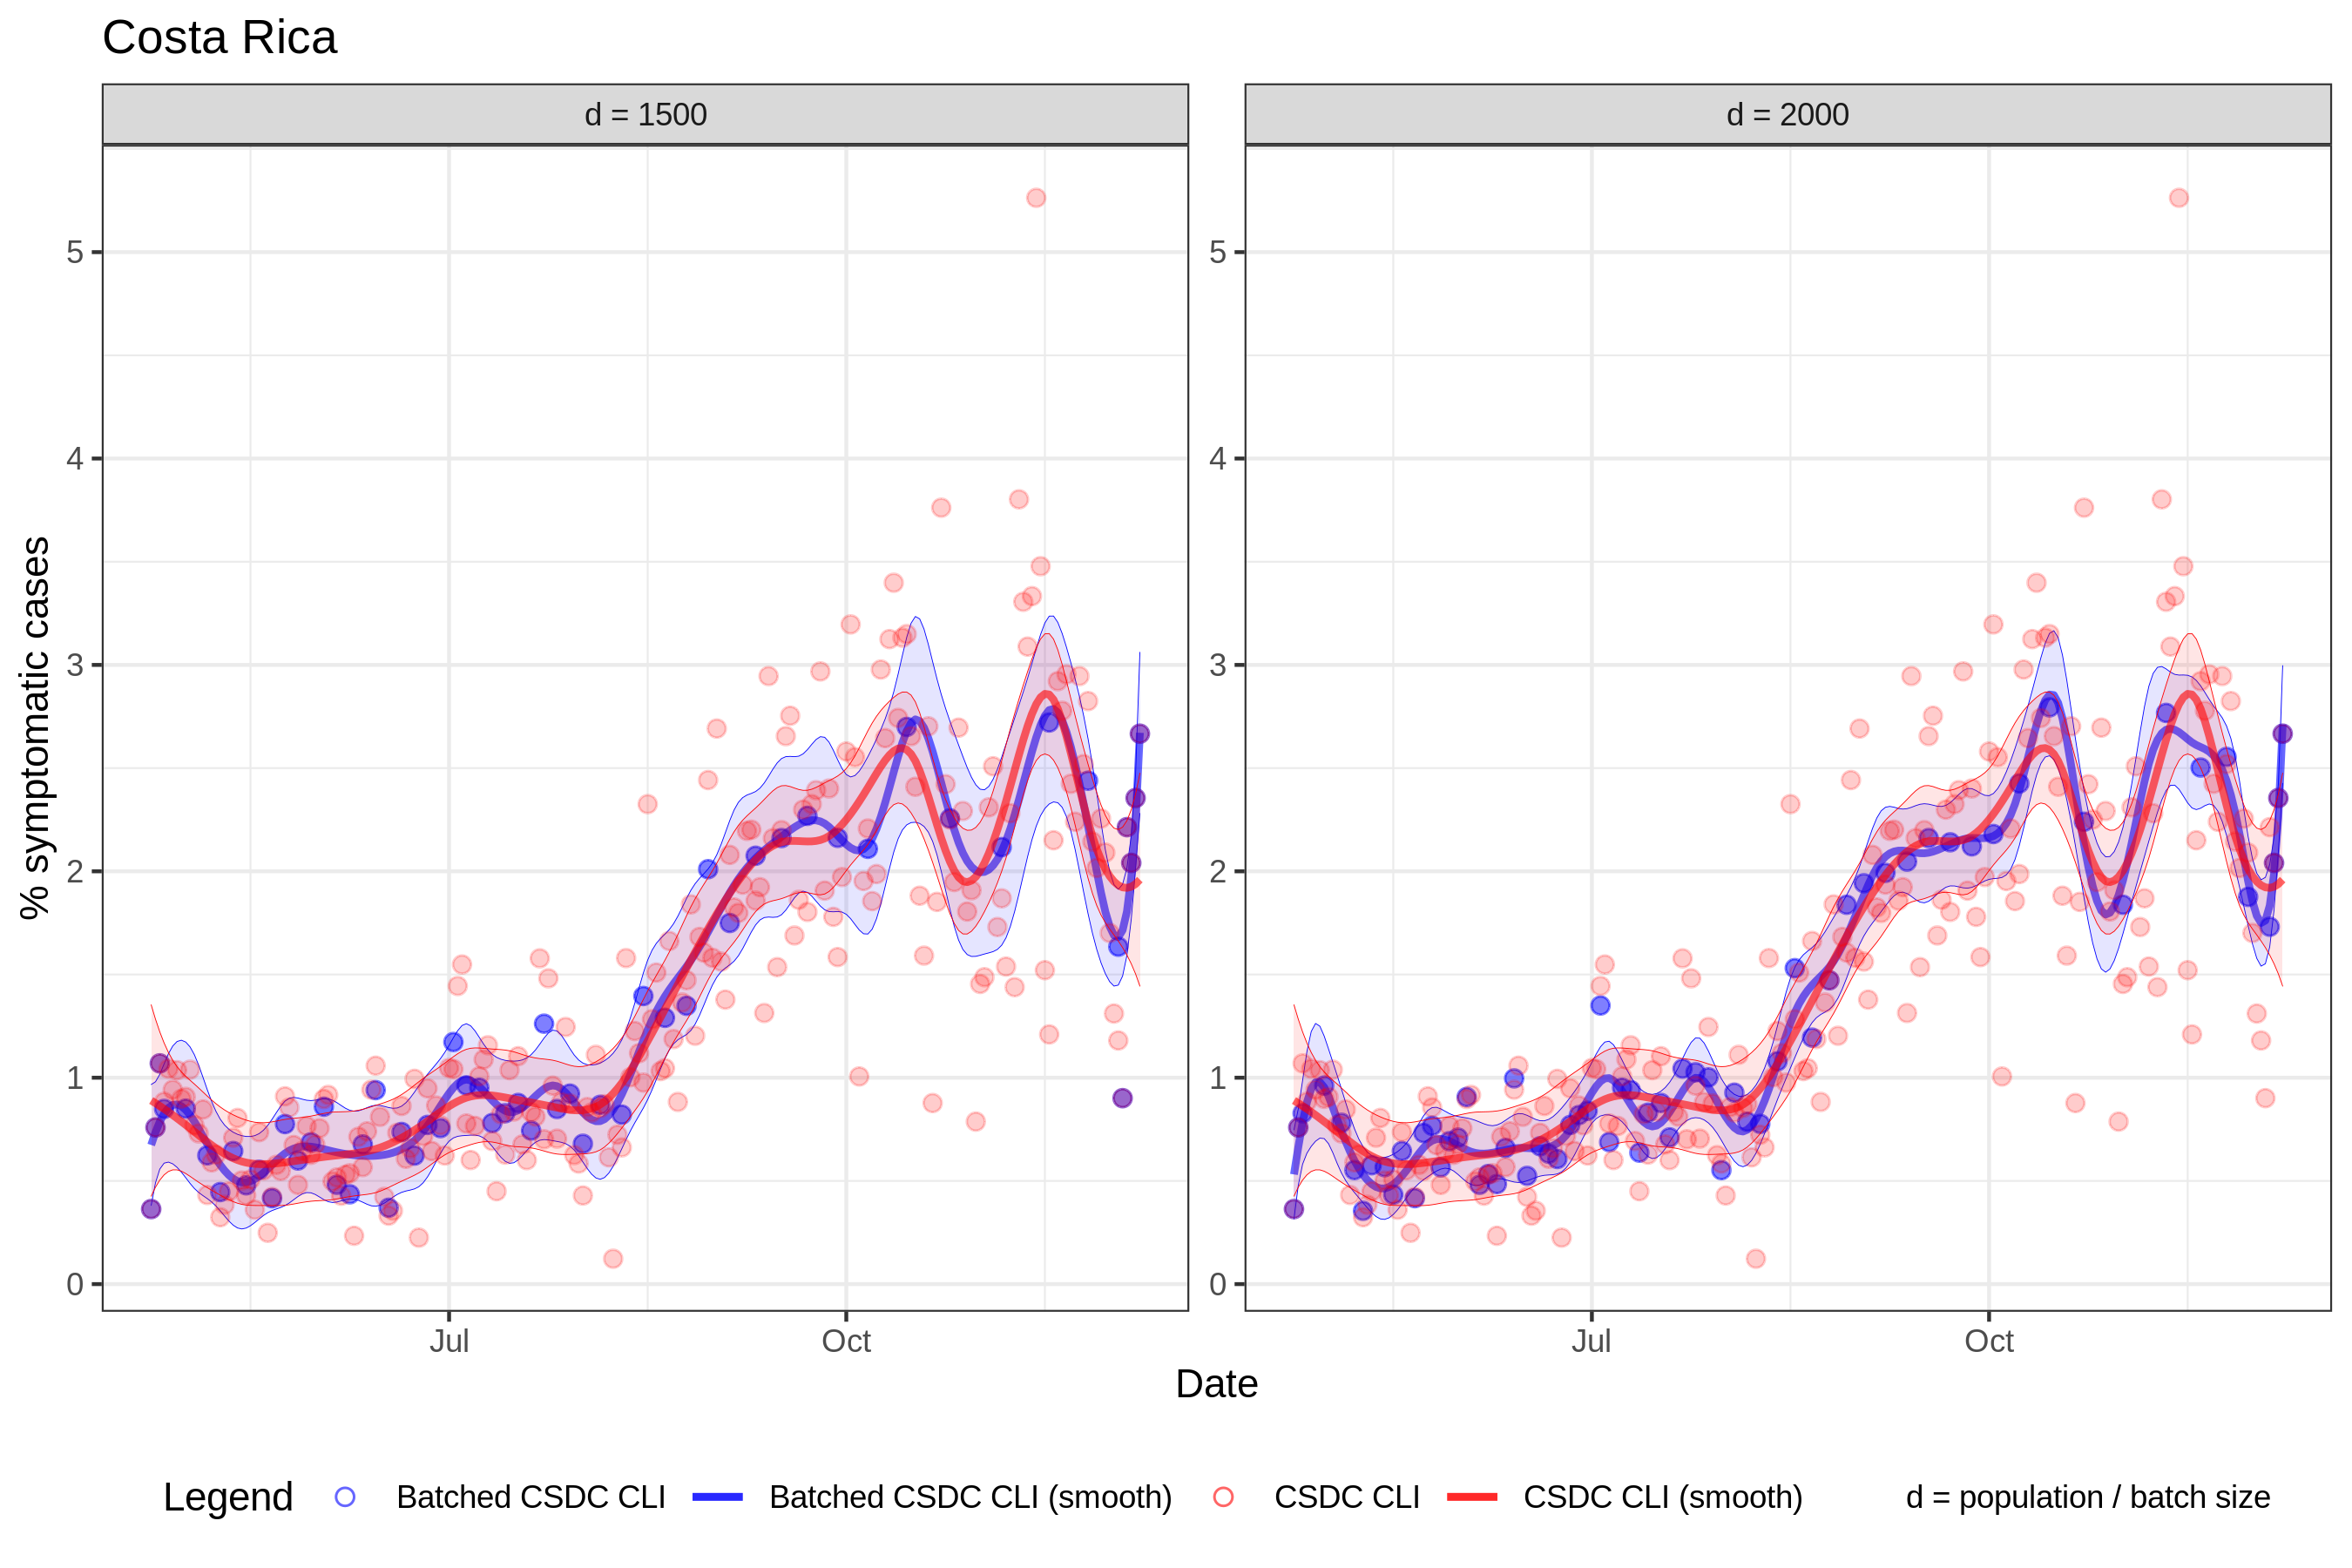 Costa Rica
d = 1500
d = 2000
% symptomatic cases
5
4
3
2
1
0
5
4
3
2
1
0
Jul
Oct
Jul
Oct
Date
Legend
Batched CSDC CLI
Batched CSDC CLI (smooth)
CSDC CLI
CSDC CLI (smooth)
d = population / batch size